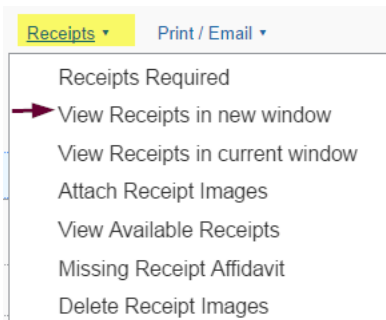 Receipts ▾ Print / Email ▾
Receipts Required
View Receipts in new window
View Receipts in current window
Attach Receipt Images
View Available Receipts
Missing Receipt Affidavit
Delete Receipt Images